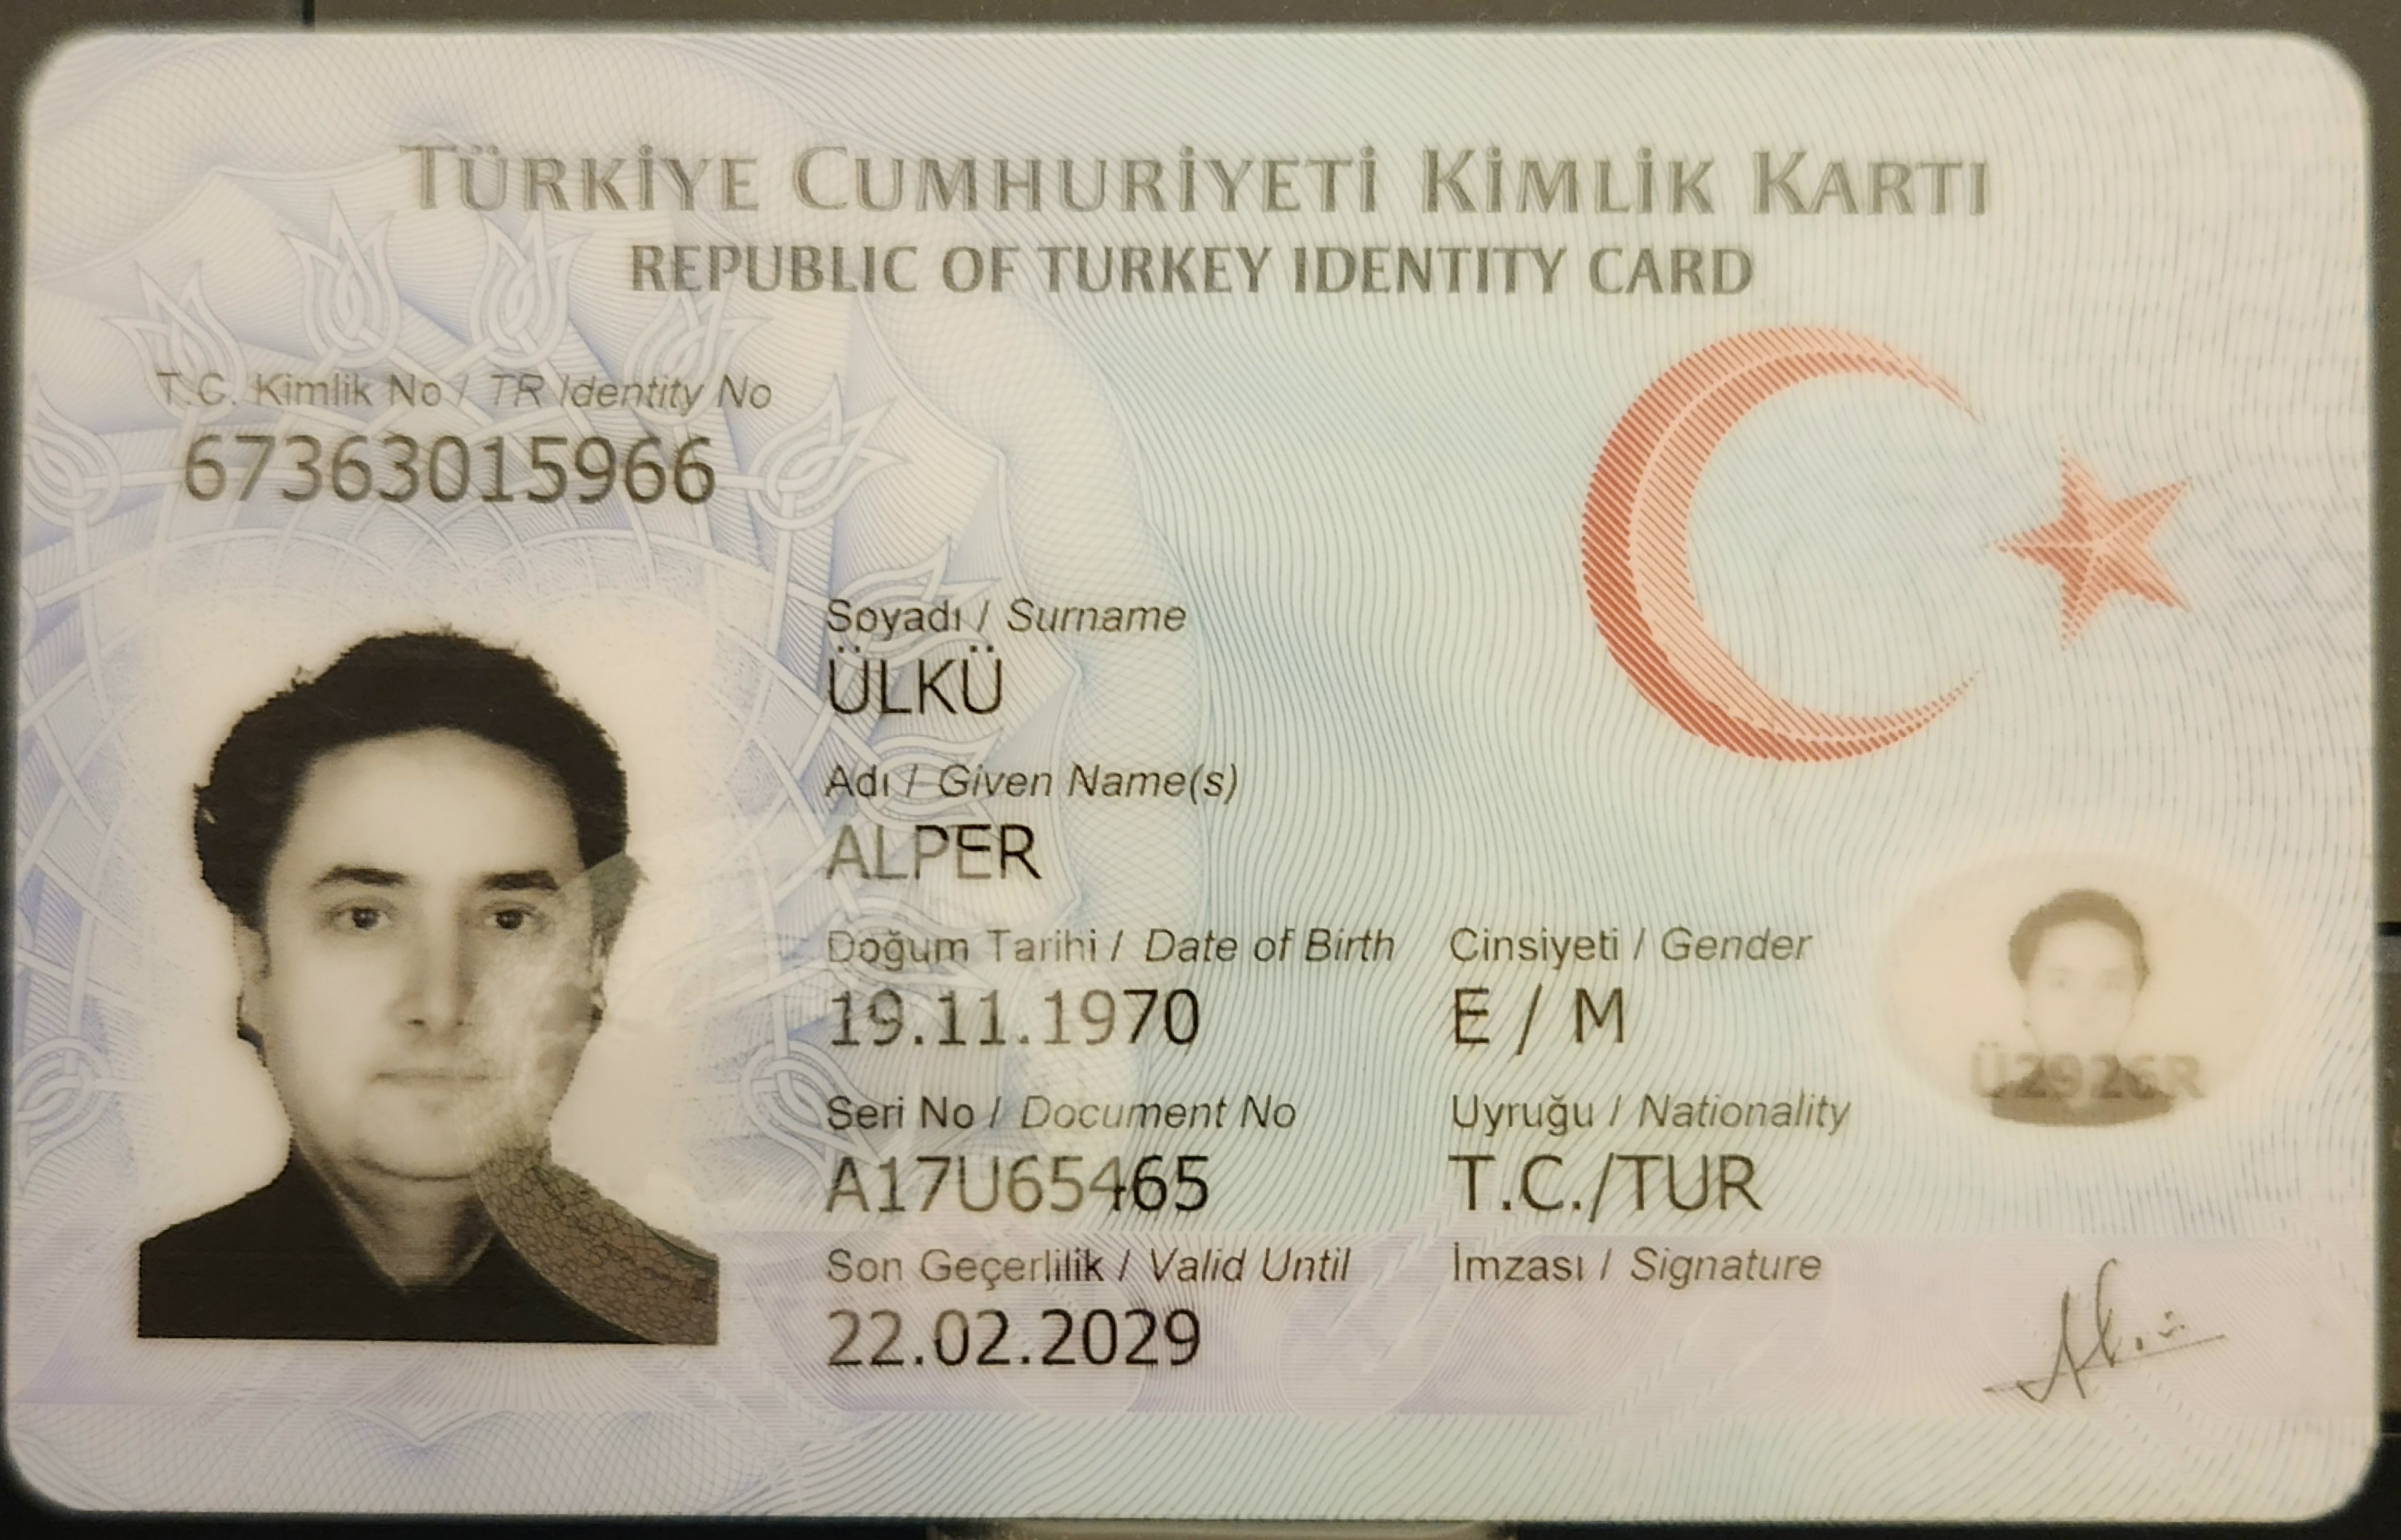 TÜRKİYE CUMHURİYETİ KİMLİK KARTI
REPUBLIC OF TURKEY IDENTITY CARD
T.C. Kimlik No / TR Identity No
67363015966
Soyadı / Surname
ÜLKÜ
Adı / Given Name(s)
ALPER
Doğum Tarihi / Date of Birth
19.11.1970
Cinsiyeti / Gender
E / M
Seri No / Document No
A17U65465
Uyruğu / Nationality
T.C./TUR
Ü2926R
Son Geçerlilik / Valid Until
22.02.2029
İmzası / Signature